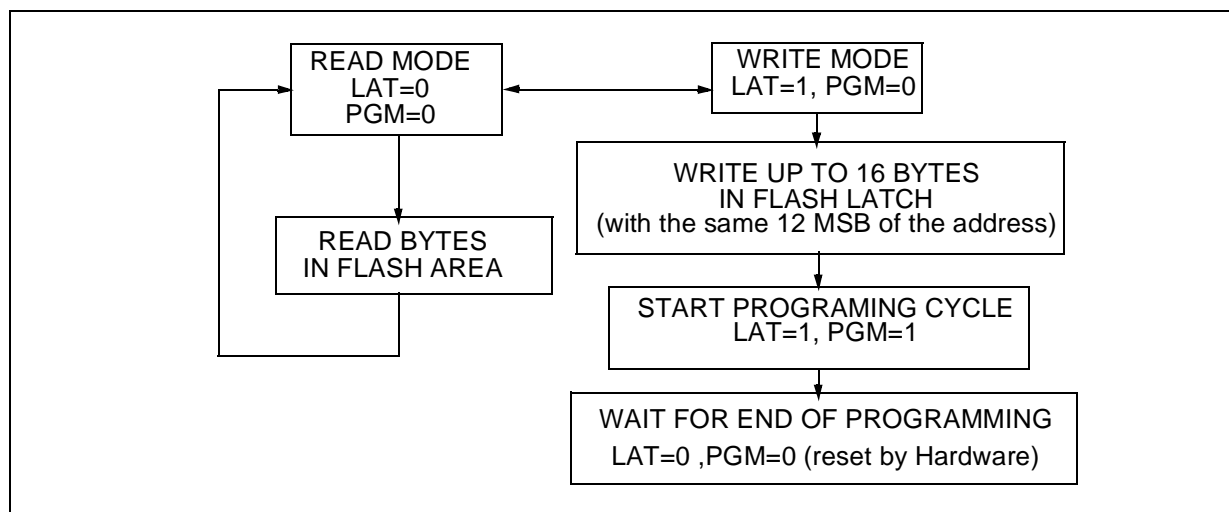 READ MODE
LAT=0
PGM=0
READ BYTES
IN FLASH AREA
WRITE MODE
LAT=1, PGM=0
WRITE UP TO 16 BYTES
IN FLASH LATCH
(with the same 12 MSB of the address)
START PROGRAMING CYCLE
LAT=1, PGM=1
WAIT FOR END OF PROGRAMMING
LAT=0 ,PGM=0 (reset by Hardware)